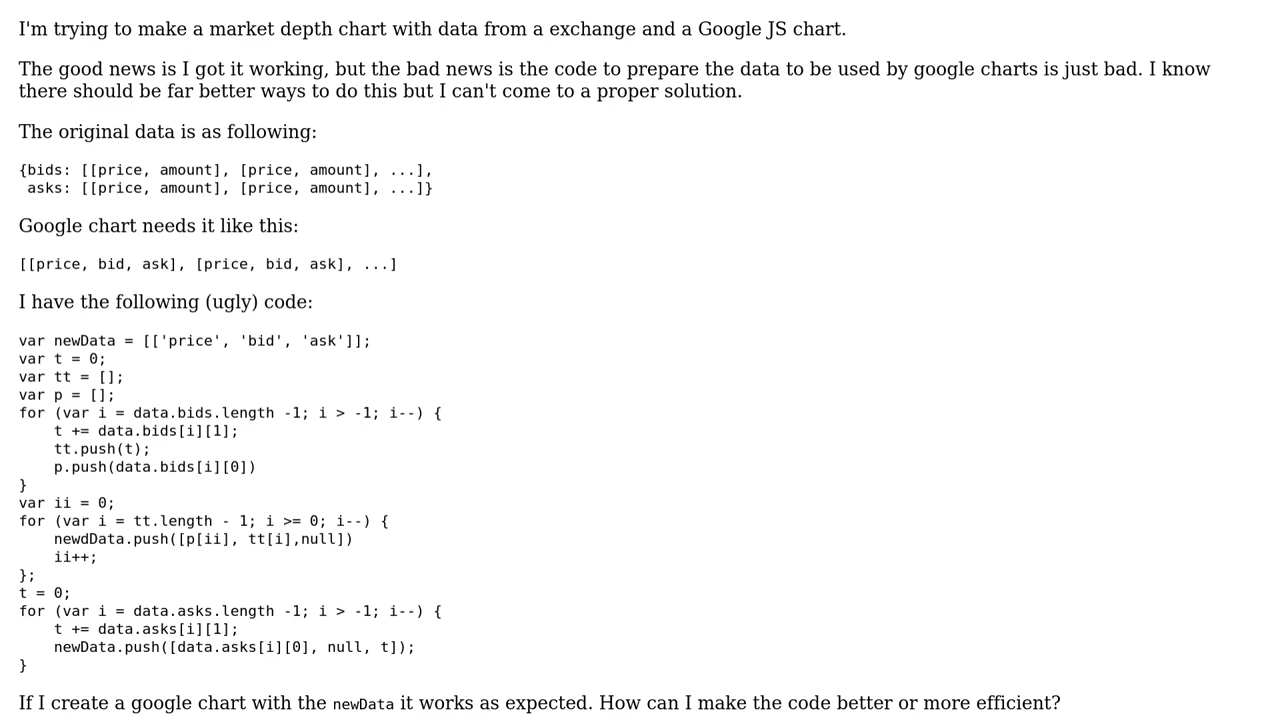 I'm trying to make a market depth chart with data from a exchange and a Google JS chart.
The good news is I got it working, but the bad news is the code to prepare the data to be used by google charts is just bad. I know
there should be far better ways to do this but I can't come to a proper solution.
The original data is as following:
{bids: [[price, amount], [price, amount], ...],
 asks: [[price, amount], [price, amount], ...]}
Google chart needs it like this:
[[price, bid, ask], [price, bid, ask], ...]
I have the following (ugly) code:
var newData = [['price', 'bid', 'ask']];
var t = 0;
var tt = [];
var p = [];
for (var i = data.bids.length -1; i > -1; i--) {
    t += data.bids[i][1];
    tt.push(t);
    p.push(data.bids[i][0])
}
var ii = 0;
for (var i = tt.length - 1; i >= 0; i--) {
    newdData.push([p[ii], tt[i],null])
    ii++;
};
t = 0;
for (var i = data.asks.length -1; i > -1; i--) {
    t += data.asks[i][1];
    newData.push([data.asks[i][0], null, t]);
}
If I create a google chart with the newData it works as expected. How can I make the code better or more efficient?